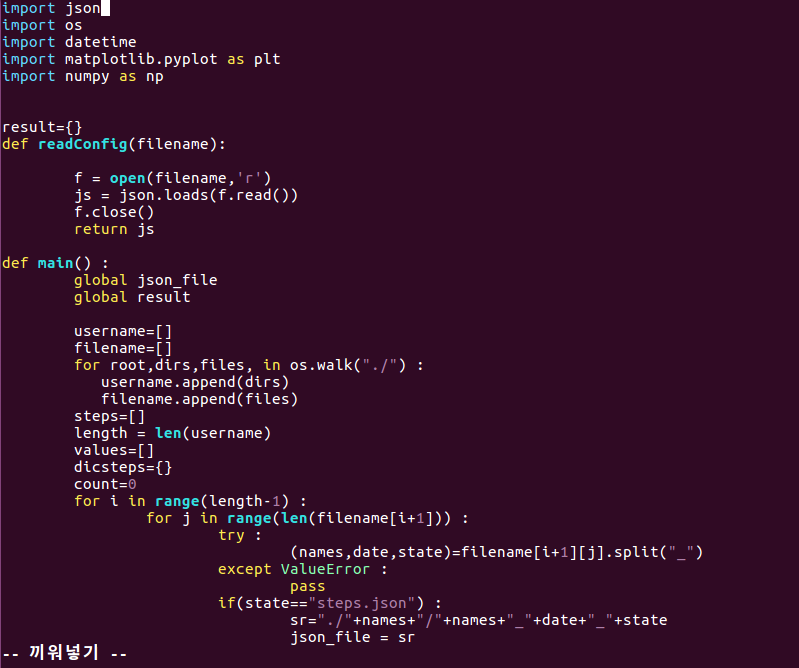 import json
import os
import datetime
import matplotlib.pyplot as plt
import numpy as np
result={}
def readConfig(filename):
        f = open(filename,'r')
        js = json.loads(f.read())
        f.close()
        return js
def main() :
        global json_file
        global result
        username=[]
        filename=[]
        for root,dirs,files, in os.walk("./") :
           username.append(dirs)
           filename.append(files)
        steps=[]
        length = len(username)
        values=[]
        dicsteps={}
        count=0
        for i in range(length-1) :
                for j in range(len(filename[i+1])) :
                        try :
                                (names,date,state)=filename[i+1][j].split("_")
                        except ValueError :
                                pass
                        if(state=="steps.json") :
                                sr="./"+names+"/"+names+"_"+date+"_"+state
                                json_file = sr
-- 끼워넣기 --